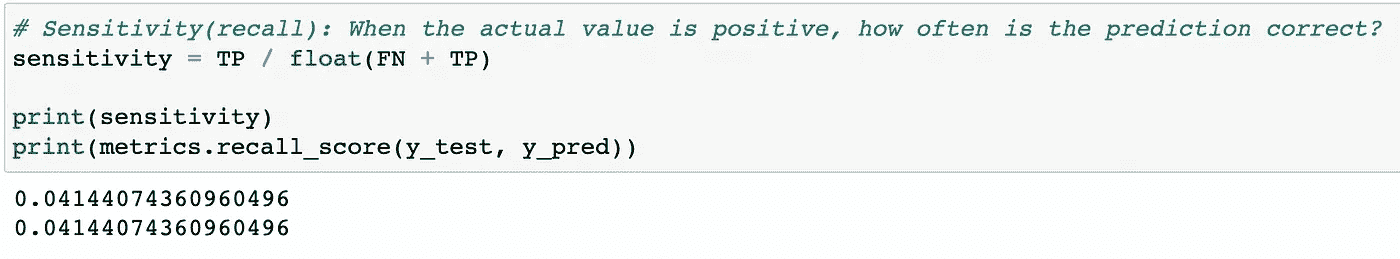 # Sensitivity(recall): When the actual value is positive, how often is the prediction correct?
sensitivity = TP / float(FN + TP)
print(sensitivity)
print(metrics.recall_score(y_test, y_pred))
0.04144074360960496
0.04144074360960496